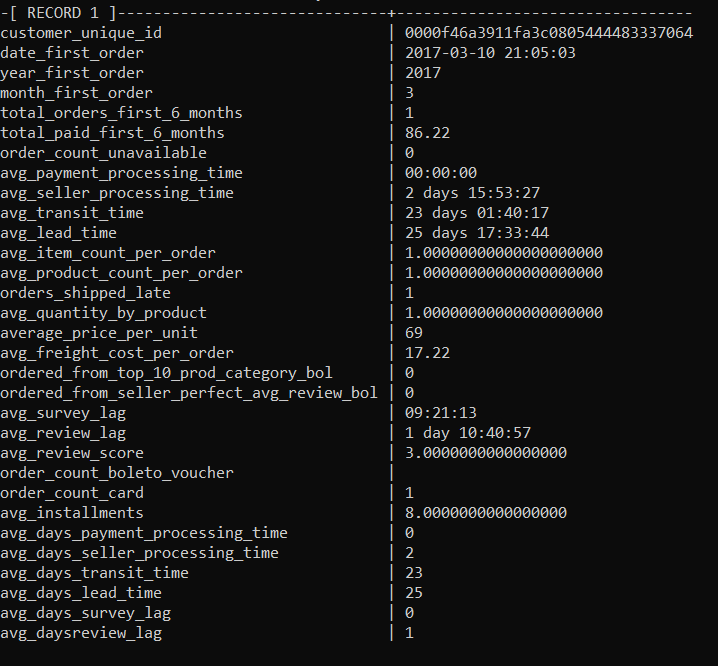 -[ RECORD 1 ]-------------------------------+---------------------------------
customer_unique_id | 0000f46a3911fa3c0805444483337064
date_first_order | 2017-03-10 21:05:03
year_first_order | 2017
month_first_order | 3
total_orders_first_6_months | 1
total_paid_first_6_months | 86.22
order_count_unavailable | 0
avg_payment_processing_time | 00:00:00
avg_seller_processing_time | 2 days 15:53:27
avg_transit_time | 23 days 01:40:17
avg_lead_time | 25 days 17:33:44
avg_item_count_per_order | 1.00000000000000000000
avg_product_count_per_order | 1.00000000000000000000
orders_shipped_late | 1
avg_quantity_by_product | 1.00000000000000000000
average_price_per_unit | 69
avg_freight_cost_per_order | 17.22
ordered_from_top_10_prod_category_bol | 0
ordered_from_seller_perfect_avg_review_bol | 0
avg_survey_lag | 09:21:13
avg_review_lag | 1 day 10:40:57
avg_review_score | 3.0000000000000000
order_count_boleto_voucher |
order_count_card | 1
avg_installments | 8.0000000000000000
avg_days_payment_processing_time | 0
avg_days_seller_processing_time | 2
avg_days_transit_time | 23
avg_days_lead_time | 25
avg_days_survey_lag | 0
avg_daysreview_lag | 1